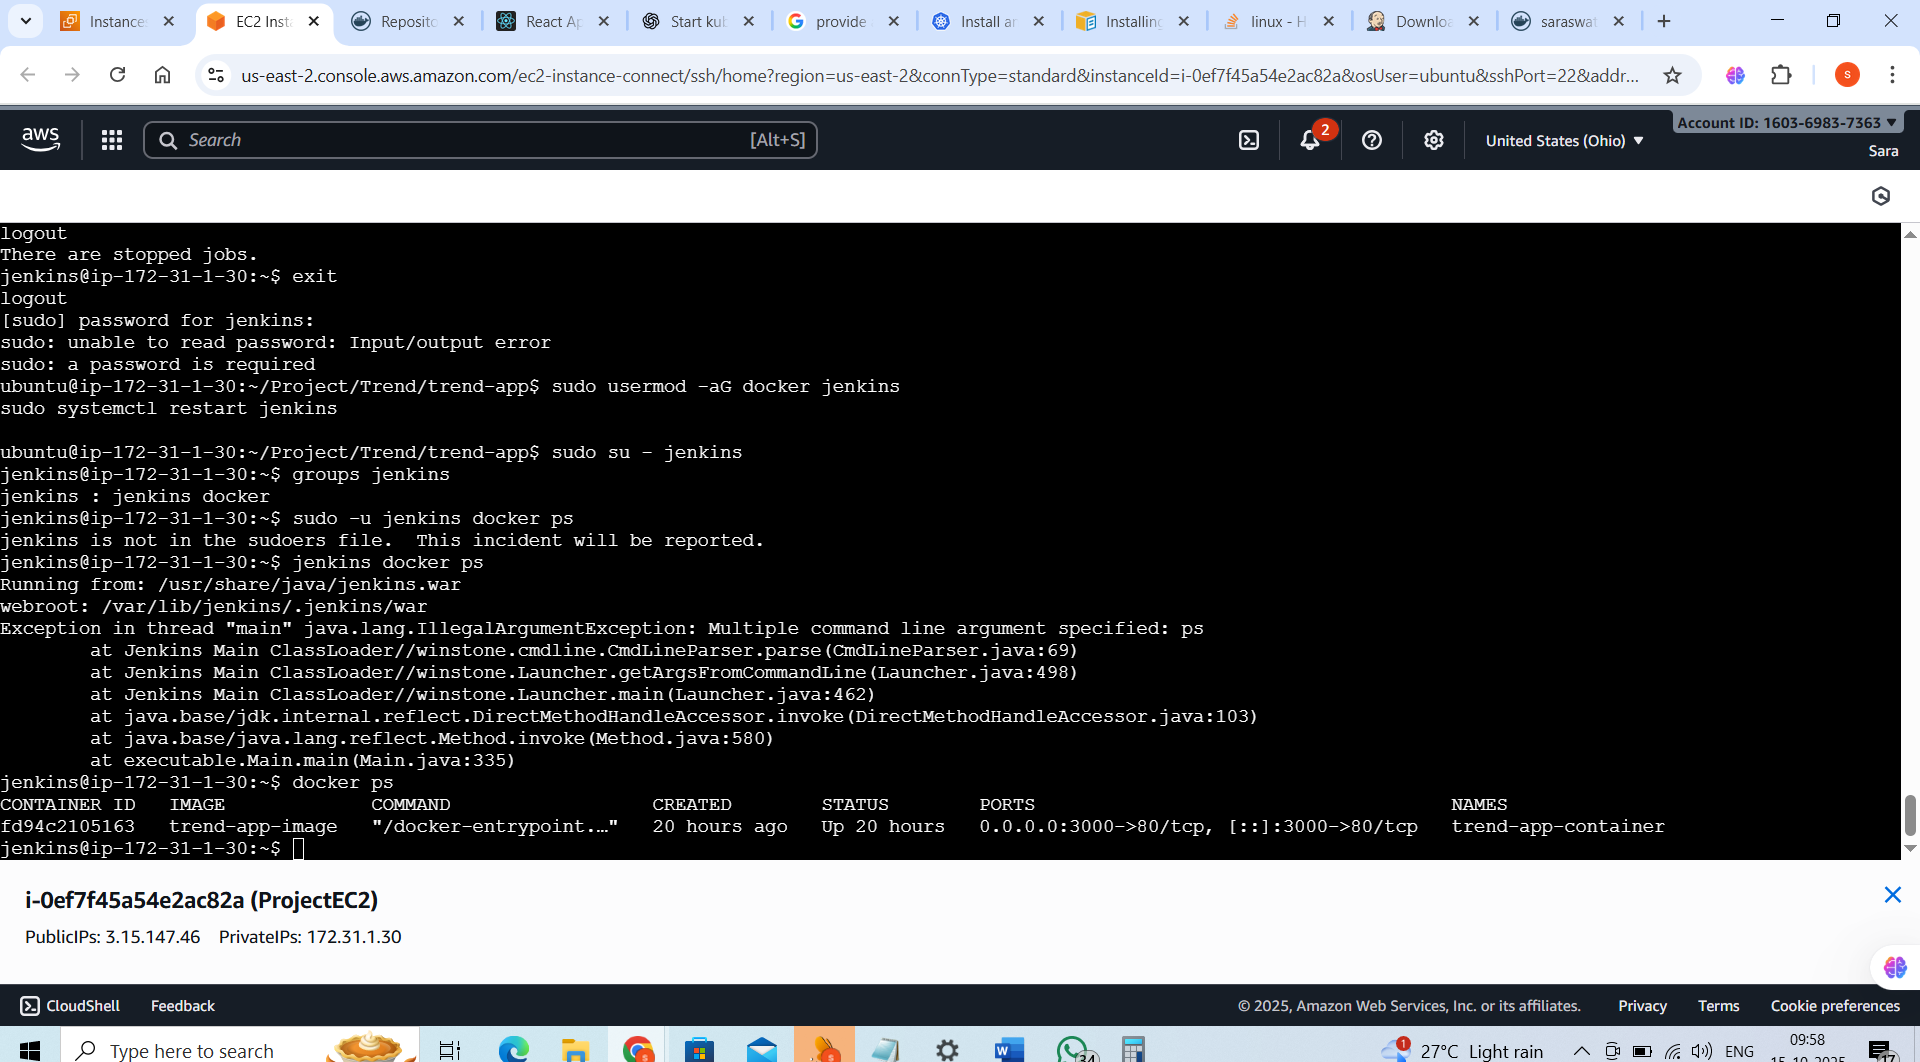 Instance
EC2 Inst
Reposito
React Ap
Start kub
provide
Install an
Installing
linux - H
Downloa
saraswat
us-east-2.console.aws.amazon.com/ec2-instance-connect/ssh/home?region=us-east-2&connType=standard&instanceId=i-0ef7f45a54e2ac82a&osUser=ubuntu&sshPort=22&addr...
S
aws
Search
[Alt+S]
2
United States (Ohio)
Account ID: 1603-6983-7363
Sara
logout
There are stopped jobs.
jenkins@ip-172-31-1-30:~$ exit
logout
[sudo] password for jenkins:
sudo: unable to read password: Input/output error
sudo: a password is required
ubuntu@ip-172-31-1-30:~/Project/Trend/trend-app$ sudo usermod -aG docker jenkins
sudo systemctl restart jenkins
ubuntu@ip-172-31-1-30:~/Project/Trend/trend-app$ sudo su - jenkins
jenkins@ip-172-31-1-30:~$ groups jenkins
jenkins : jenkins docker
jenkins@ip-172-31-1-30:~$ sudo -u jenkins docker ps
jenkins is not in the sudoers file.  This incident will be reported.
jenkins@ip-172-31-1-30:~$ jenkins docker ps
Running from: /usr/share/java/jenkins.war
webroot: /var/lib/jenkins/.jenkins/war
Exception in thread "main" java.lang.IllegalArgumentException: Multiple command line argument specified: ps
at Jenkins Main ClassLoader//winstone.cmdline.CmdLineParser.parse(CmdLineParser.java:69)
at Jenkins Main ClassLoader//winstone.Launcher.getArgsFromCommandLine(Launcher.java:498)
at Jenkins Main ClassLoader//winstone.Launcher.main(Launcher.java:462)
at java.base/jdk.internal.reflect.DirectMethodHandleAccessor.invoke(DirectMethodHandleAccessor.java:103)
at java.base/java.lang.reflect.Method.invoke(Method.java:580)
at executable.Main.main(Main.java:335)
jenkins@ip-172-31-1-30:~$ docker ps
CONTAINER ID   IMAGE   COMMAND   CREATED   STATUS   PORTS   NAMES
fd94c2105163   trend-app-image   "/docker-entrypoint.…"   20 hours ago   Up 20 hours   0.0.0.0:3000->80/tcp, [::]:3000->80/tcp   trend-app-container
jenkins@ip-172-31-1-30:~$
i-0ef7f45a54e2ac82a (ProjectEC2)
PublicIPs: 3.15.147.46   PrivateIPs: 172.31.1.30
CloudShell   Feedback   © 2025, Amazon Web Services, Inc. or its affiliates.   Privacy   Terms   Cookie preferences
Type here to search
34
1
27°C Light rain
ENG
09:58
15-10-2025
17